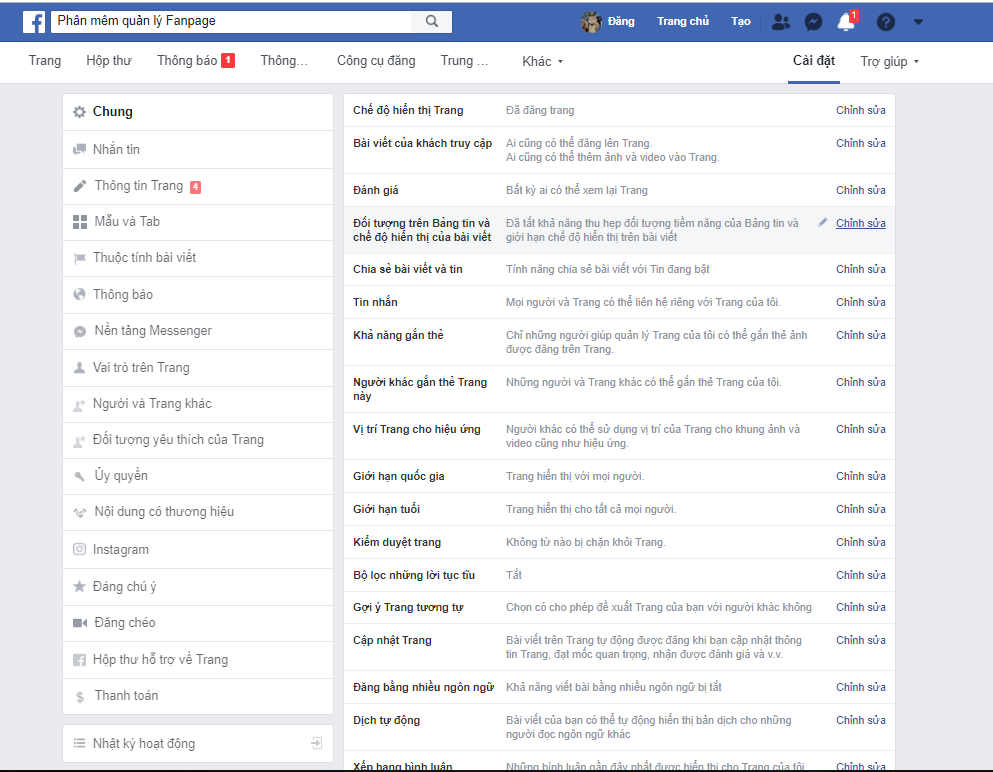 Phân mêm quản lý Fanpage
Đăng Trang chủ Tạo 1
Trang Hộp thư Thông báo 1 Thông... Công cụ đăng Trung ... Khác Cài đặt Trợ giúp
Chung
Nhắn tin
Thông tin Trang 4
Mẫu và Tab
Thuộc tính bài viết
Thông báo
Nền tảng Messenger
Vai trò trên Trang
Người và Trang khác
Đối tượng yêu thích của Trang
Ủy quyền
Nội dung có thương hiệu
Instagram
Đáng chú ý
Đăng chéo
Hộp thư hỗ trợ về Trang
Thanh toán
Nhật ký hoạt động
Chế độ hiển thị Trang Đã đăng trang Chỉnh sửa
Bài viết của khách truy cập Ai cũng có thể đăng lên Trang. Chỉnh sửa
Ai cũng có thể thêm ảnh và video vào Trang.
Đánh giá Bất kỳ ai có thể xem lại Trang Chỉnh sửa
Đối tượng trên Bảng tin và Đã tắt khả năng thu hẹp đối tượng tiềm năng của Bảng tin và Chỉnh sửa
chế độ hiển thị của bài viết giới hạn chế độ hiển thị trên bài viết
Chia sẻ bài viết và tin Tính năng chia sẻ bài viết với Tin đang bật Chỉnh sửa
Tin nhắn Mọi người và Trang có thể liên hệ riêng với Trang của tôi. Chỉnh sửa
Khả năng gắn thẻ Chỉ những người giúp quản lý Trang của tôi có thể gắn thẻ ảnh Chỉnh sửa
được đăng trên Trang.
Người khác gắn thẻ Trang Những người và Trang khác có thể gắn thẻ Trang của tôi. Chỉnh sửa
này
Vị trí Trang cho hiệu ứng Người khác có thể sử dụng vị trí của Trang cho khung ảnh và Chỉnh sửa
video cũng như hiệu ứng.
Giới hạn quốc gia Trang hiển thị với mọi người. Chỉnh sửa
Giới hạn tuổi Trang hiển thị cho tất cả mọi người. Chỉnh sửa
Kiểm duyệt trang Không từ nào bị chặn khỏi Trang. Chỉnh sửa
Bộ lọc những lời tục tĩu Tắt Chỉnh sửa
Gợi ý Trang tương tự Chọn có cho phép đề xuất Trang của bạn với người khác không Chỉnh sửa
Cập nhật Trang Bài viết trên Trang tự động được đăng khi bạn cập nhật thông Chỉnh sửa
tin Trang, đạt mốc quan trọng, nhận được đánh giá và v.v.
Đăng bằng nhiều ngôn ngữ Khả năng viết bài bằng nhiều ngôn ngữ bị tắt Chỉnh sửa
Dịch tự động Bài viết của bạn có thể tự động hiển thị bản dịch cho những Chỉnh sửa
người đọc ngôn ngữ khác
Xếp hạng bình luận Những bình luận gần đây nhất được hiển thị cho Trang của tôi Chỉnh sửa